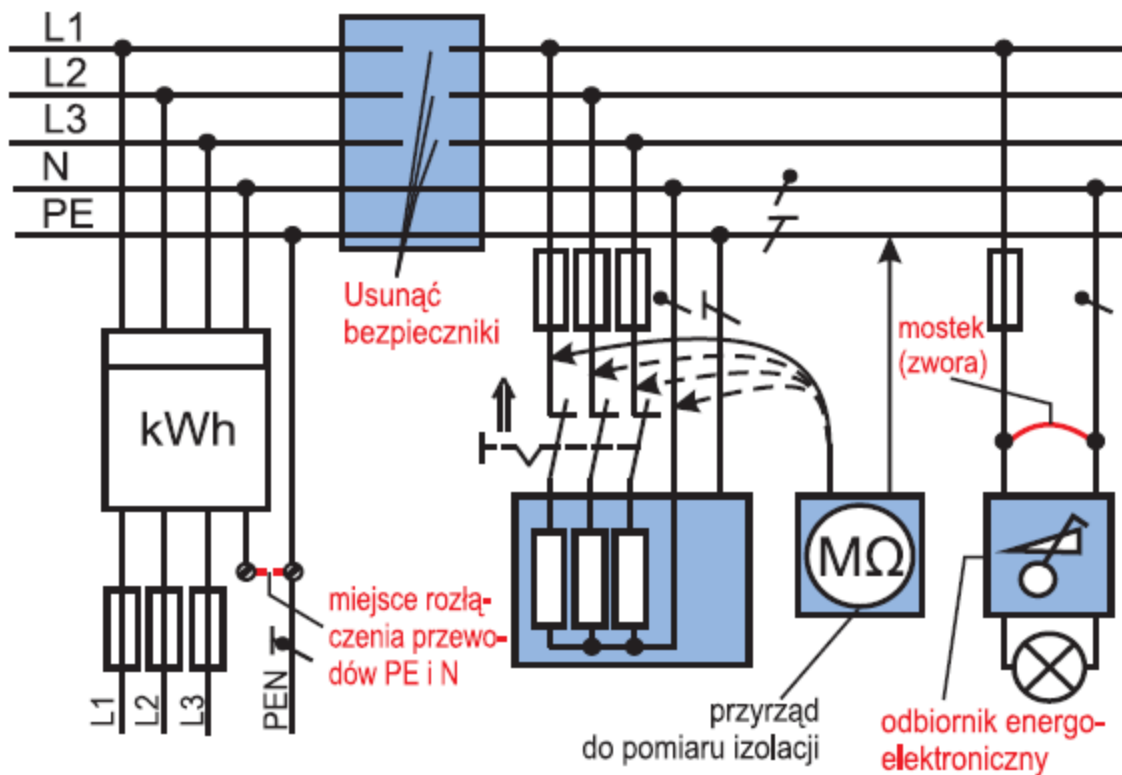 L1
L2
L3
N
PE
Usunąć
bezpieczniki
mostek
(zwora)
kWh
MΩ
miejsce rozłą-
czenia przewo-
dów PE i N
L1
L2
L3
PEN
przyrząd
do pomiaru izolacji
odbiornik energo-
elektroniczny